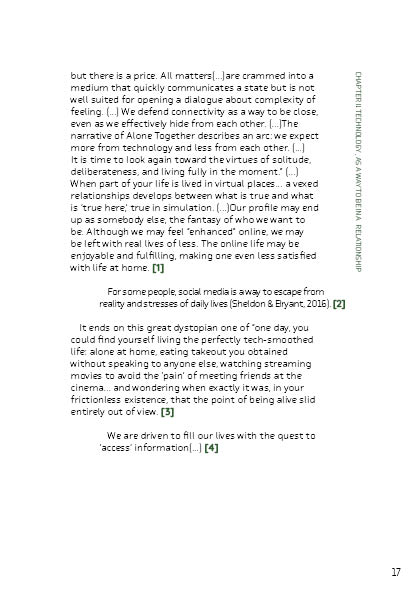 but there is a price. All matters(...)are crammed into a
medium that quickly communicates a state but is not
well suited for opening a dialogue about complexity of
feeling. (...) We defend connectivity as a way to be close,
even as we effectively hide from each other. (...)The
narrative of Alone Together describes an arc: we expect
more from technology and less from each other. (...)
It is time to look again toward the virtues of solitude,
deliberateness, and living fully in the moment." (...)
When part of your life is lived in virtual places... a vexed
relationships develops between what is true and what
is 'true here,' true in simulation. (...)Our profile may end
up as somebody else, the fantasy of who we want to
be. Although we may feel "enhanced" online, we may
be left with real lives of less. The online life may be
enjoyable and fulfilling, making one even less satisfied
with life at home. [1]
For some people, social media is a way to escape from
reality and stresses of daily lives (Sheldon & Bryant, 2016). [2]
It ends on this great dystopian one of "one day, you
could find yourself living the perfectly tech-smoothed
life: alone at home, eating takeout you obtained
without speaking to anyone else, watching streaming
movies to avoid the 'pain' of meeting friends at the
cinema... and wondering when exactly it was, in your
frictionless existence, that the point of being alive slid
entirely out of view. [3]
We are driven to fill our lives with the quest to
'access' information(...) [4]
CHAPTER II TECHNOLOGY, AS A WAY TO BE IN A RELATIONSHIP
17